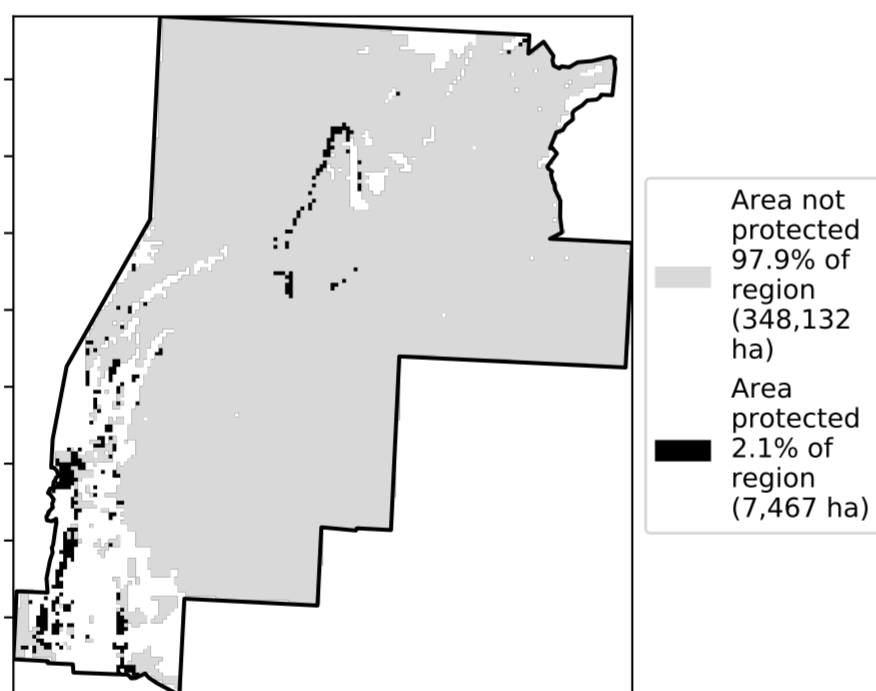 Area not
protected
97.9% of
region
(348,132
ha)
Area
protected
2.1% of
region
(7,467 ha)